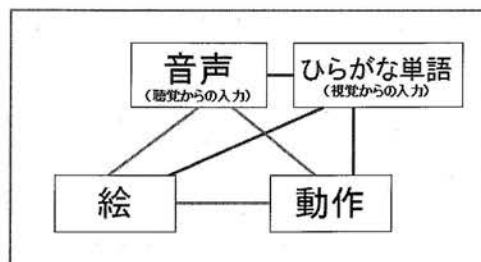 音声
(聴覚からの入力)
ひらがな単語
(視覚からの入力)
絵
動作